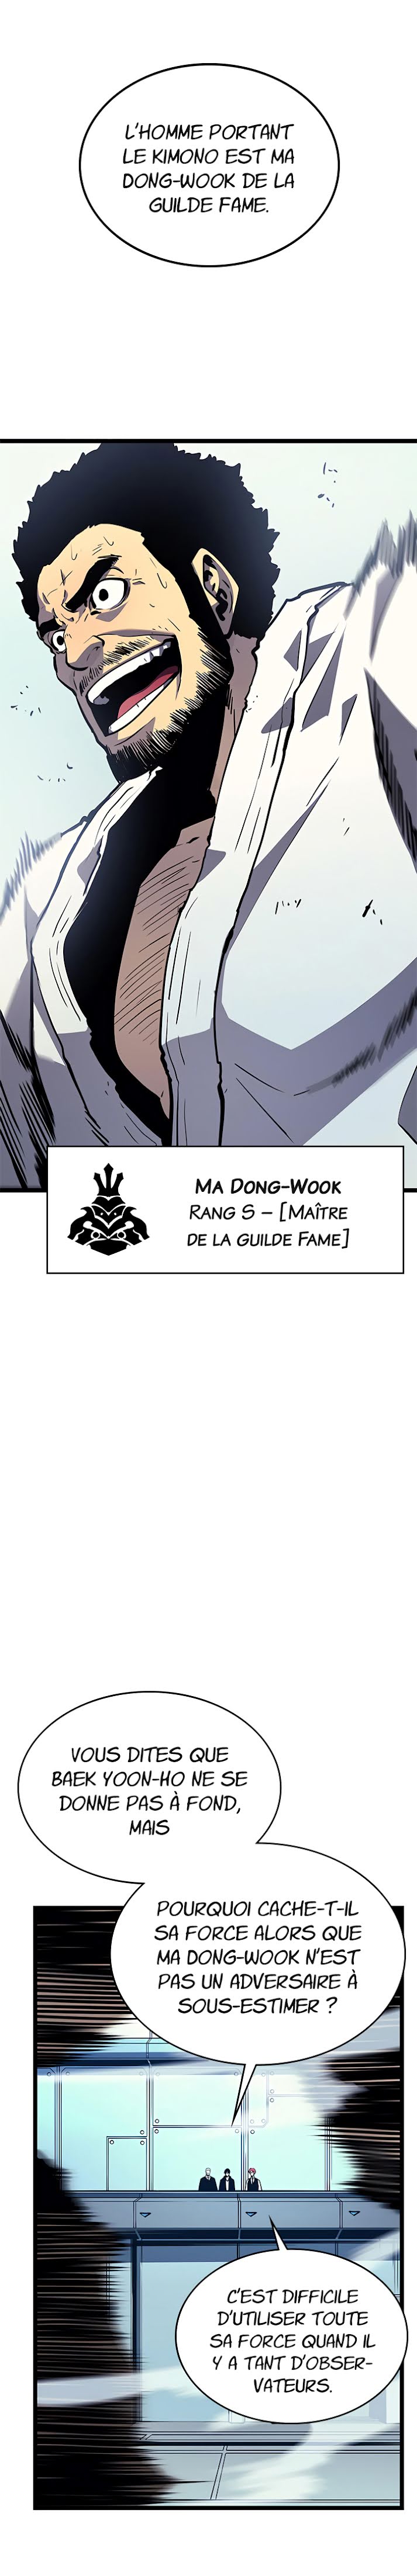 L'HOMME PORTANT
LE KIMONO EST MA
DONG-WOOK DE LA
GUILDE FAME.
MA DONG-WOOK
RANG S – [MAÎTRE
DE LA GUILDE FAME]
VOUS DITES QUE
BAEK YOON-HO NE SE
DONNE PAS À FOND,
MAIS
POURQUOI CACHE-T-IL
SA FORCE ALORS QUE
MA DONG-WOOK N'EST
PAS UN ADVERSAIRE À
SOUS-ESTIMER ?
C'EST DIFFICILE
D'UTILISER TOUTE
SA FORCE QUAND IL
Y A TANT D'OBSER-
VATEURS.